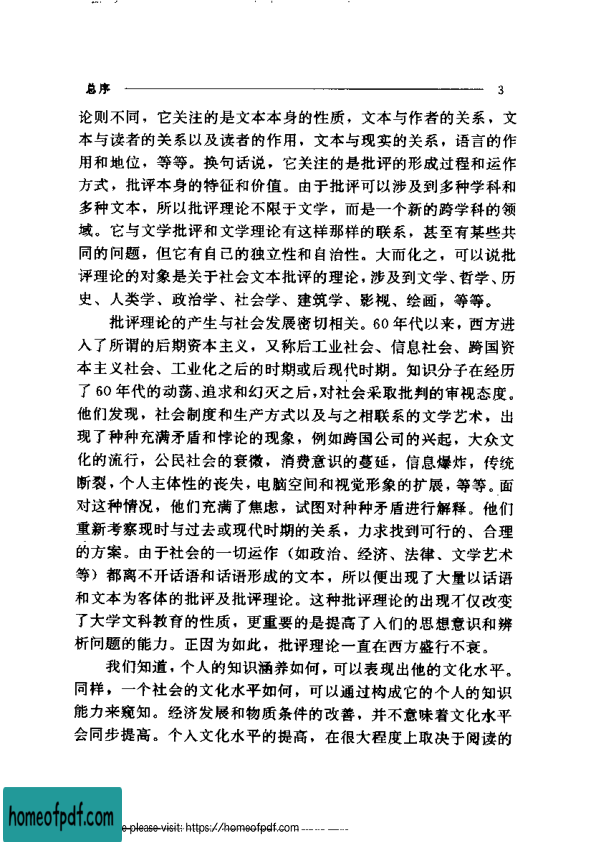 总序 3
论则不同，它关注的是文本本身的性质，文本与作者的关系，文
本与读者的关系以及读者的作用，文本与现实的关系，语言的作
用和地位，等等。换句话说，它关注的是批评的形成过程和运作
方式，批评本身的特征和价值。由于批评可以涉及到多种学科和
多种文本，所以批评理论不限于文学，而是一个新的跨学科的领
域。它与文学批评和文学理论有这样那样的联系，甚至有某些共
同的问题，但它有自己的独立性和自治性。大而化之，可以说批
评理论的对象是关于社会文本批评的理论，涉及到文学、哲学、历
史、人类学、政治学、社会学、建筑学、影视、绘画，等等。
批评理论的产生与社会发展密切相关。60年代以来，西方进
入了所谓的后期资本主义，又称后工业社会、信息社会、跨国资
本主义社会、工业化之后的时期或后现代时期。知识分子在经历
了60年代的动荡、追求和幻灭之后，对社会采取批判的审视态度。
他们发现，社会制度和生产方式以及与之相联系的文学艺术，出
现了种种充满矛盾和悖论的现象，例如跨国公司的兴起，大众文
化的流行，公民社会的衰微，消费意识的蔓延，信息爆炸，传统
断裂，个人主体性的丧失，电脑空间和视觉形象的扩展，等等。面
对这种情况，他们充满了焦虑，试图对种种矛盾进行解释。他们
重新考察现时与过去或现代时期的关系，力求找到可行的、合理
的方案。由于社会的一切运作（如政治、经济、法律、文学艺术
等）都离不开话语和话语形成的文本，所以便出现了大量以话语
和文本为客体的批评及批评理论。这种批评理论的出现不仅改变
了大学文科教育的性质，更重要的是提高了人们的思想意识和辨
析问题的能力。正因为如此，批评理论一直在西方盛行不衰。
我们知道，个人的知识涵养如何，可以表现出他的文化水平。
同样，一个社会的文化水平如何，可以通过构成它的个人的知识
能力来窥知。经济发展和物质条件的改善，并不意味着文化水平
会同步提高。个人文化水平的提高，在很大程度上取决于阅读的
homeofpdf.com
e-please-visit: https://homeofpdf.com